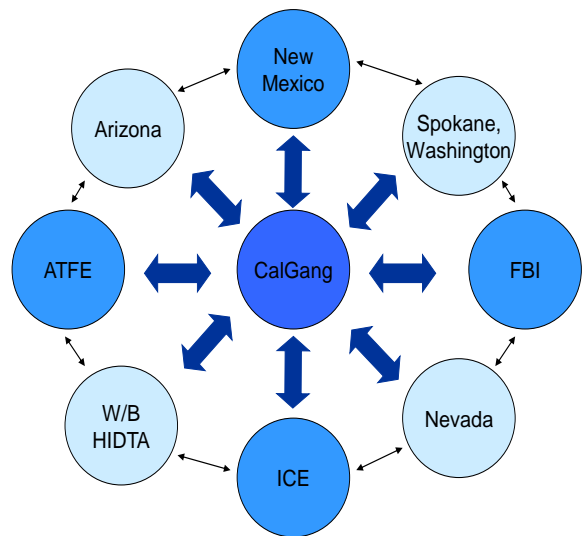 New
Mexico
Arizona
Spokane,
Washington
ATFE
CalGang
FBI
W/B
HIDTA
Nevada
ICE